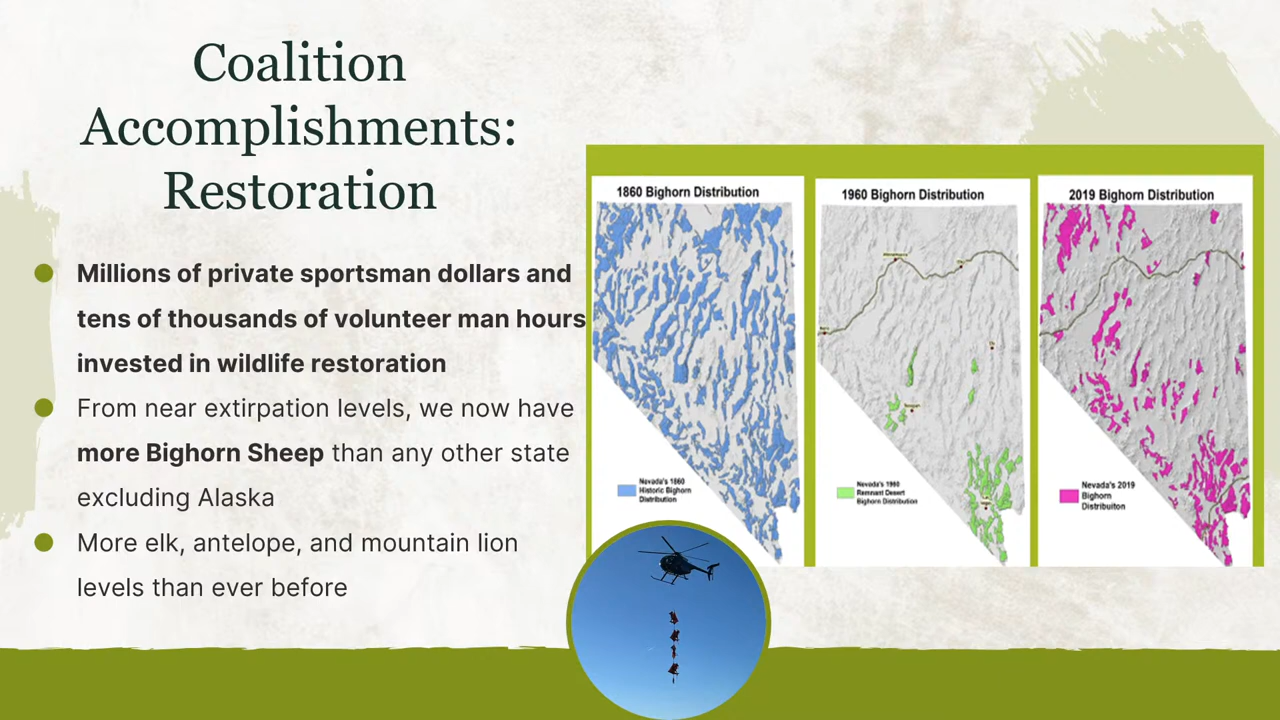 Coalition
Accomplishments:
Restoration
Millions of private sportsman dollars and
tens of thousands of volunteer man hours
invested in wildlife restoration
From near extirpation levels, we now have
more Bighorn Sheep than any other state
excluding Alaska
More elk, antelope, and mountain lion
levels than ever before
1860 Bighorn Distribution
Nevada's 1860
Historic Bighorn
Distribution
1960 Bighorn Distribution
Nevada's 1960
Remnant Desert
Bighorn Distribution
2019 Bighorn Distribution
Nevada's 2019
Bighorn
Distribuiton